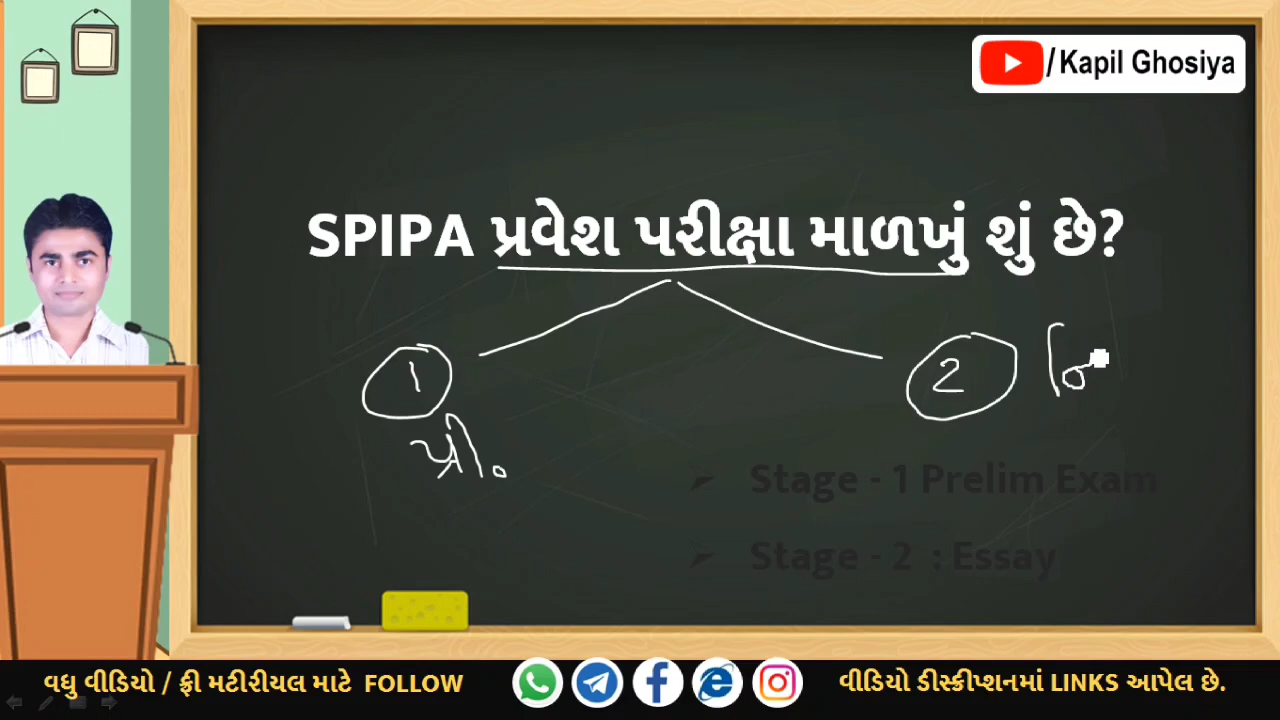 /Kapil Ghosiya
SPIPA પ્રવેશ પરીક્ષા માળખું શું છે?
1
2
પ્રી.
Stage - 1 Prelim Exam
Stage - 2 : Essay
વધુ વીડિયો / ફ્રી મટીરીયલ માટે FOLLOW
વીડિયો ડીસ્ક્રીપ્શનમાં LINKS આપેલ છે.